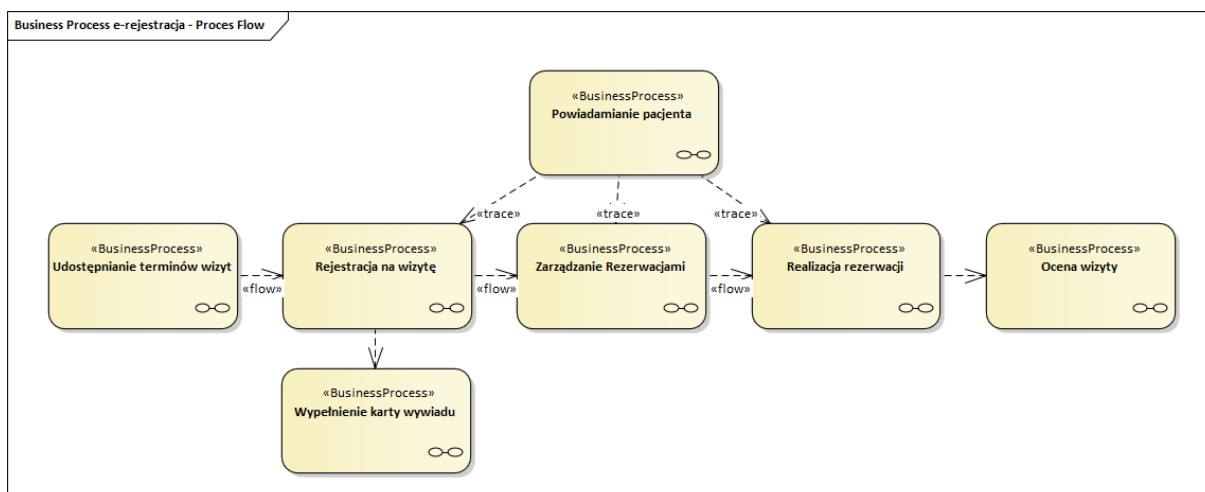 Business Process e-rejestracja - Proces Flow
«BusinessProcess»
Powiadamianie pacjenta
«trace»
«trace»
«trace»
«BusinessProcess»
Udostępnianie terminów wizyt
«flow»
«BusinessProcess»
Rejestracja na wizytę
«flow»
«BusinessProcess»
Zarządzanie Rezerwacjami
«flow»
«BusinessProcess»
Realizacja rezerwacji
«BusinessProcess»
Ocena wizyty
«BusinessProcess»
Wypełnienie karty wywiadu